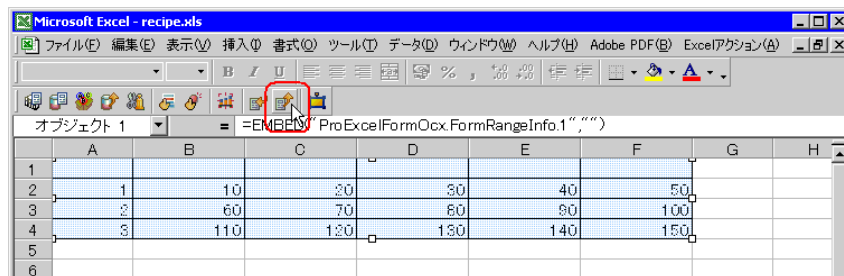 Microsoft Excel - recipe.xls
ファイル(F) 編集(E) 表示(V) 挿入(I) 書式(O) ツール(T) データ(D) ウィンドウ(W) ヘルプ(H) Adobe PDF(B) Excelアクション(A)
B I U % ,
オブジェクト 1 = =EMBED("ProExcelFormOcx.FormRangeInfo.1","")
A B C D E F G H
1
2 1 10 20 30 40 50
3 2 60 70 80 90 100
4 3 110 120 130 140 150
5
6